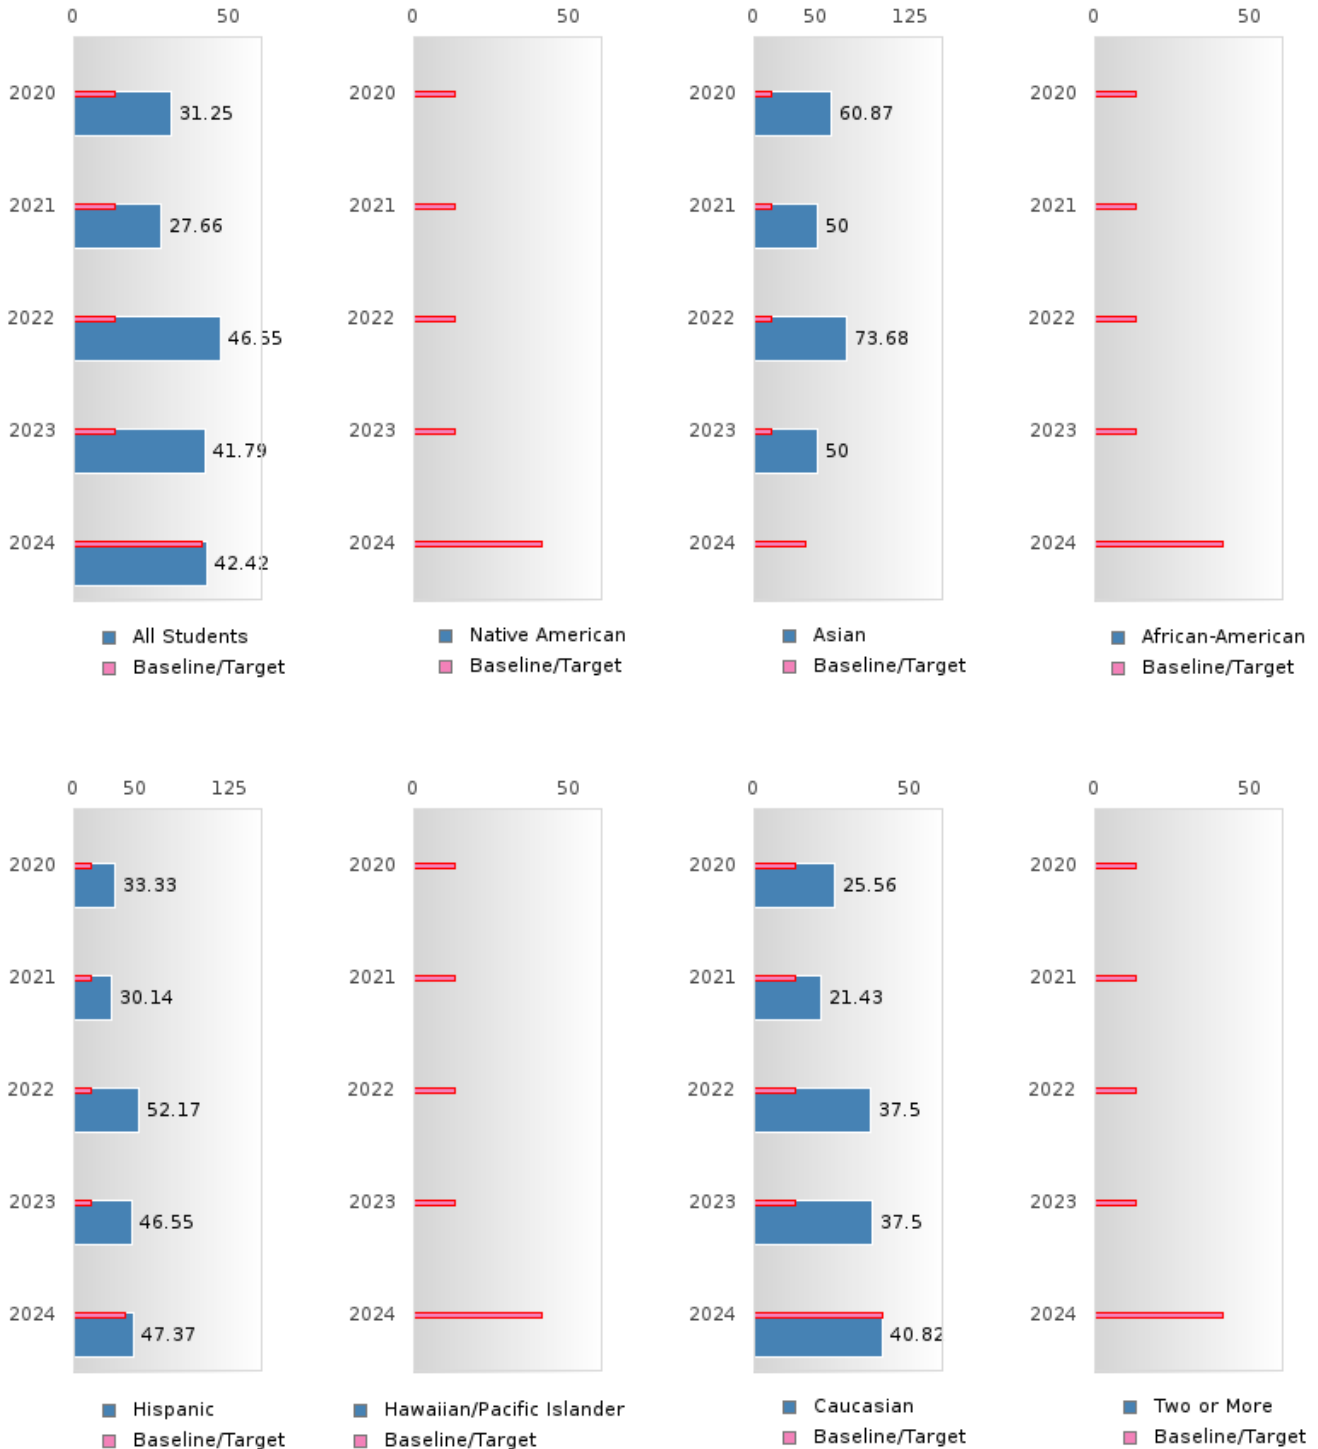 0 50 0 50 0 50 125 0 50
2020 31.25 2020 2020 60.87 2020
2021 27.66 2021 2021 50 2021
2022 46.55 2022 2022 73.68 2022
2023 41.79 2023 2023 50 2023
2024 42.42 2024 2024 2024
All Students Native American Asian African-American
Baseline/Target Baseline/Target Baseline/Target Baseline/Target
0 50 125 0 50 0 50 0 50
2020 33.33 2020 2020 25.56 2020
2021 30.14 2021 2021 21.43 2021
2022 52.17 2022 2022 37.5 2022
2023 46.55 2023 2023 37.5 2023
2024 47.37 2024 2024 40.82 2024
Hispanic Hawaiian/Pacific Islander Caucasian Two or More
Baseline/Target Baseline/Target Baseline/Target Baseline/Target